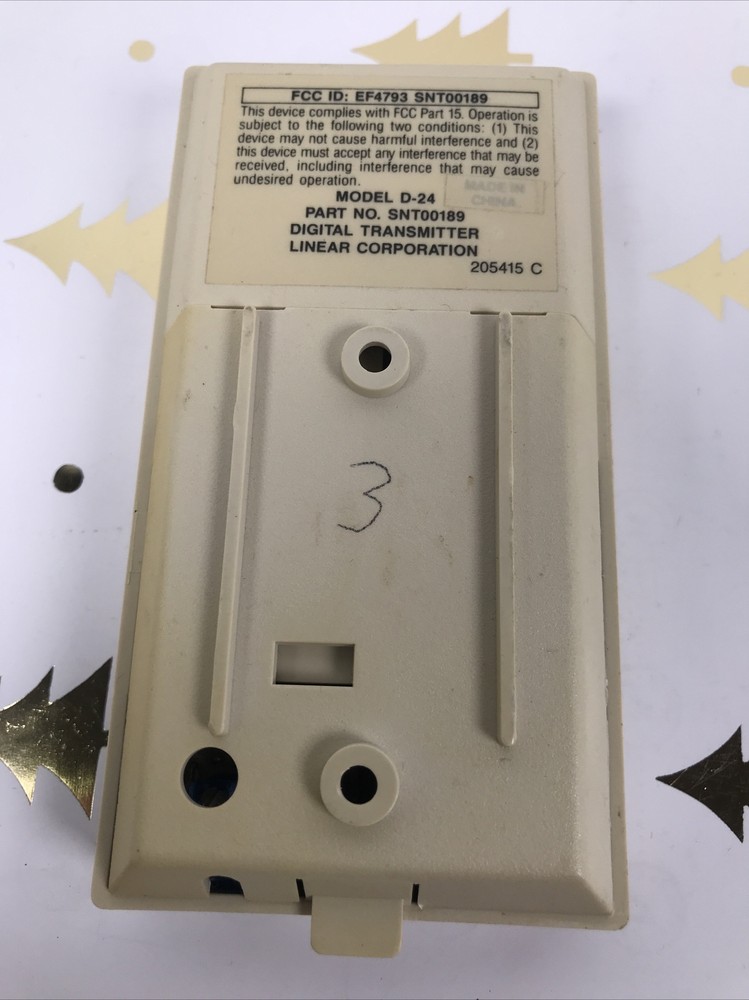 FCC ID: EF4793 SNT00189
This device complies with FCC Part 15. Operation is
subject to the following two conditions: (1) This
device may not cause harmful interference and (2)
this device must accept any interference that may be
received, including interference that may cause
undesired operation.
MADE IN
CHINA
MODEL D-24
PART NO. SNT00189
DIGITAL TRANSMITTER
LINEAR CORPORATION
205415 C
3